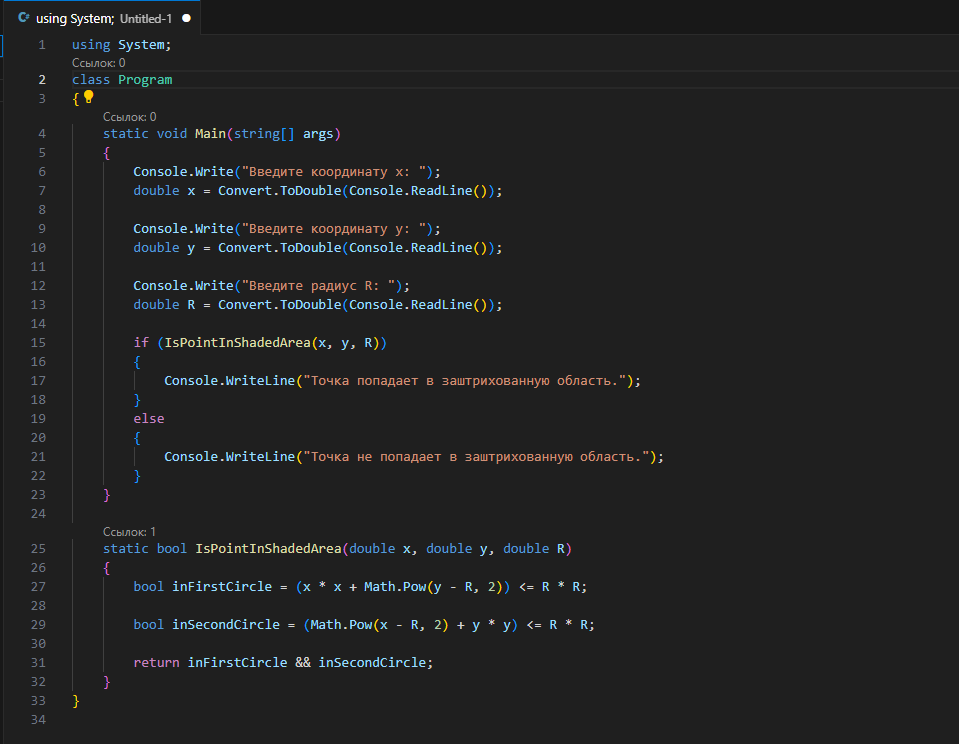 using System; Untitled-1
1 using System;
Ссылок: 0
2 class Program
3 {
Ссылок: 0
4 static void Main(string[] args)
5 {
6 Console.Write("Введите координату x: ");
7 double x = Convert.ToDouble(Console.ReadLine());
8
9 Console.Write("Введите координату y: ");
10 double y = Convert.ToDouble(Console.ReadLine());
11
12 Console.Write("Введите радиус R: ");
13 double R = Convert.ToDouble(Console.ReadLine());
14
15 if (IsPointInShadedArea(x, y, R))
16 {
17 Console.WriteLine("Точка попадает в заштрихованную область.");
18 }
19 else
20 {
21 Console.WriteLine("Точка не попадает в заштрихованную область.");
22 }
23 }
24
Ссылок: 1
25 static bool IsPointInShadedArea(double x, double y, double R)
26 {
27 bool inFirstCircle = (x * x + Math.Pow(y - R, 2)) <= R * R;
28
29 bool inSecondCircle = (Math.Pow(x - R, 2) + y * y) <= R * R;
30
31 return inFirstCircle && inSecondCircle;
32 }
33 }
34